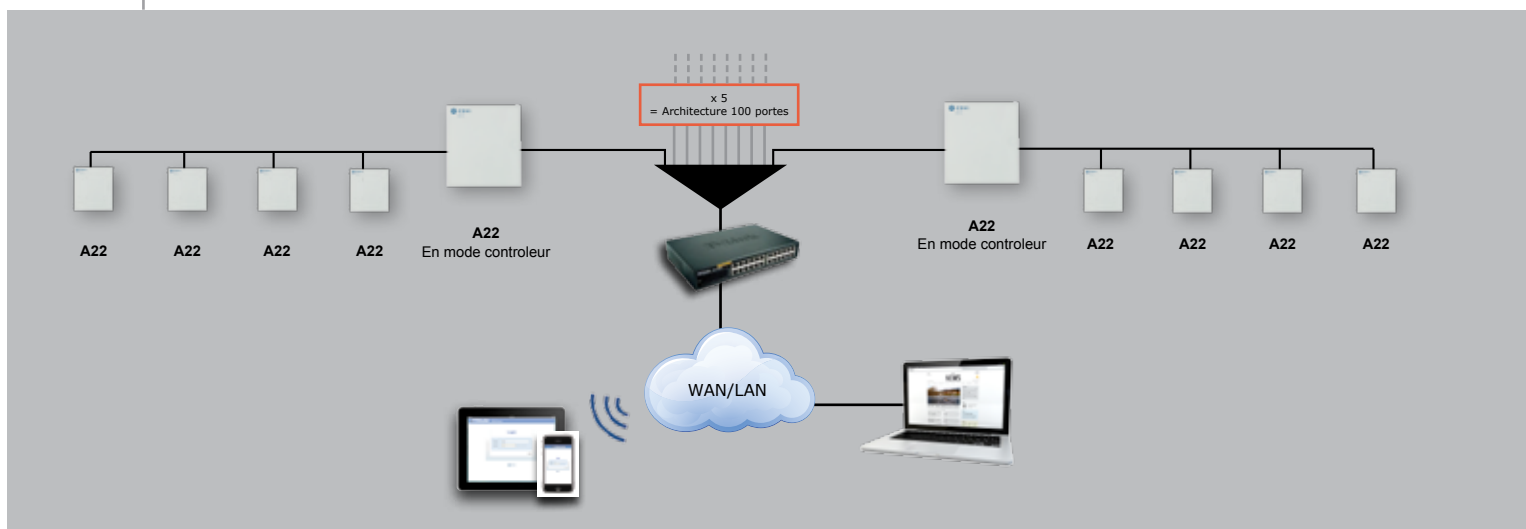 x 5
= Architecture 100 portes
A22
A22
A22
A22
A22
En mode controleur
A22
En mode controleur
A22
A22
A22
A22
WAN/LAN
NEWS